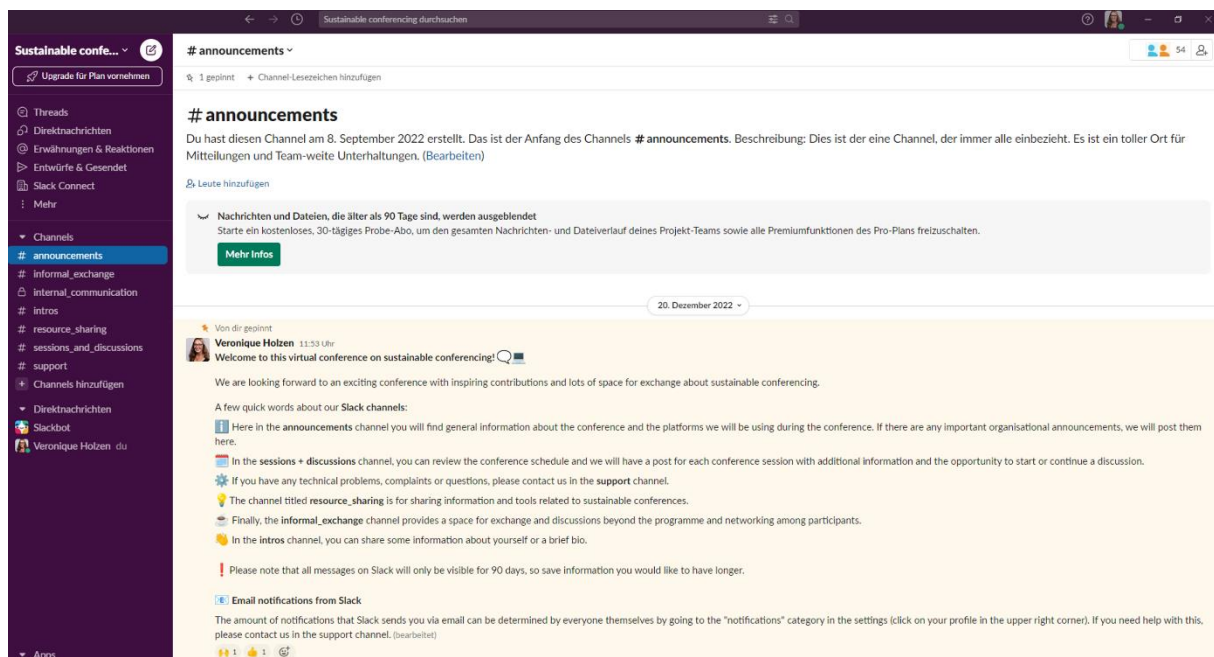 Sustainable conferencing durchsuchen
Sustainable confe...
Upgrade für Plan vornehmen
Threads
Direktnachrichten
Erwähnungen & Reaktionen
Entwürfe & Gesendet
Slack Connect
Mehr
Channels
# announcements
# informal_exchange
internal_communication
# intros
# resource_sharing
# sessions_and_discussions
# support
+ Channels hinzufügen
Direktnachrichten
Slackbot
Veronique Holzen du
Apps
# announcements
54
1 gepinnt + Channel-Lesezeichen hinzufügen
# announcements
Du hast diesen Channel am 8. September 2022 erstellt. Das ist der Anfang des Channels # announcements. Beschreibung: Dies ist der eine Channel, der immer alle einbezieht. Es ist ein toller Ort für
Mitteilungen und Team-weite Unterhaltungen. (Bearbeiten)
Leute hinzufügen
Nachrichten und Dateien, die älter als 90 Tage sind, werden ausgeblendet
Starte ein kostenloses, 30-tägiges Probe-Abo, um den gesamten Nachrichten- und Dateiverlauf deines Projekt-Teams sowie alle Premiumfunktionen des Pro-Plans freizuschalten.
Mehr Infos
20. Dezember 2022
Von dir gepinnt
Veronique Holzen 11:53 Uhr
Welcome to this virtual conference on sustainable conferencing! 🗨💻
We are looking forward to an exciting conference with inspiring contributions and lots of space for exchange about sustainable conferencing.
A few quick words about our Slack channels:
ℹ️ Here in the announcements channel you will find general information about the conference and the platforms we will be using during the conference. If there are any important organisational announcements, we will post them
here.
🗓 In the sessions + discussions channel, you can review the conference schedule and we will have a post for each conference session with additional information and the opportunity to start or continue a discussion.
⚙️ If you have any technical problems, complaints or questions, please contact us in the support channel.
💡 The channel titled resource_sharing is for sharing information and tools related to sustainable conferences.
☕ Finally, the informal_exchange channel provides a space for exchange and discussions beyond the programme and networking among participants.
👋 In the intros channel, you can share some information about yourself or a brief bio.
❗ Please note that all messages on Slack will only be visible for 90 days, so save information you would like to have longer.
📧 Email notifications from Slack
The amount of notifications that Slack sends you via email can be determined by everyone themselves by going to the "notifications" category in the settings (click on your profile in the upper right corner). If you need help with this,
please contact us in the support channel. (bearbeitet)
🙌 1 👍 1